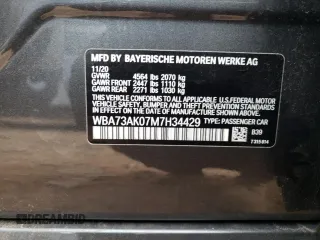 MFD. BY BAYERISCHE MOTOREN WERKE AG
11/20
GVWR 4564 lbs 2070 kg
GAWR FRONT 2447 lbs 1110 kg
GAWR REAR 2271 lbs 1030 kg
THIS VEHICLE CONFORMS TO ALL APPLICABLE U.S. FEDERAL MOTOR VEHICLE SAFETY, BUMPER, AND THEFT PREVENTION STANDARDS IN EFFECT ON THE DATE OF MANUFACTURE SHOWN ABOVE.
WBA73AK07M7H34429 TYPE: PASSENGER CAR
B39
DREAMBID